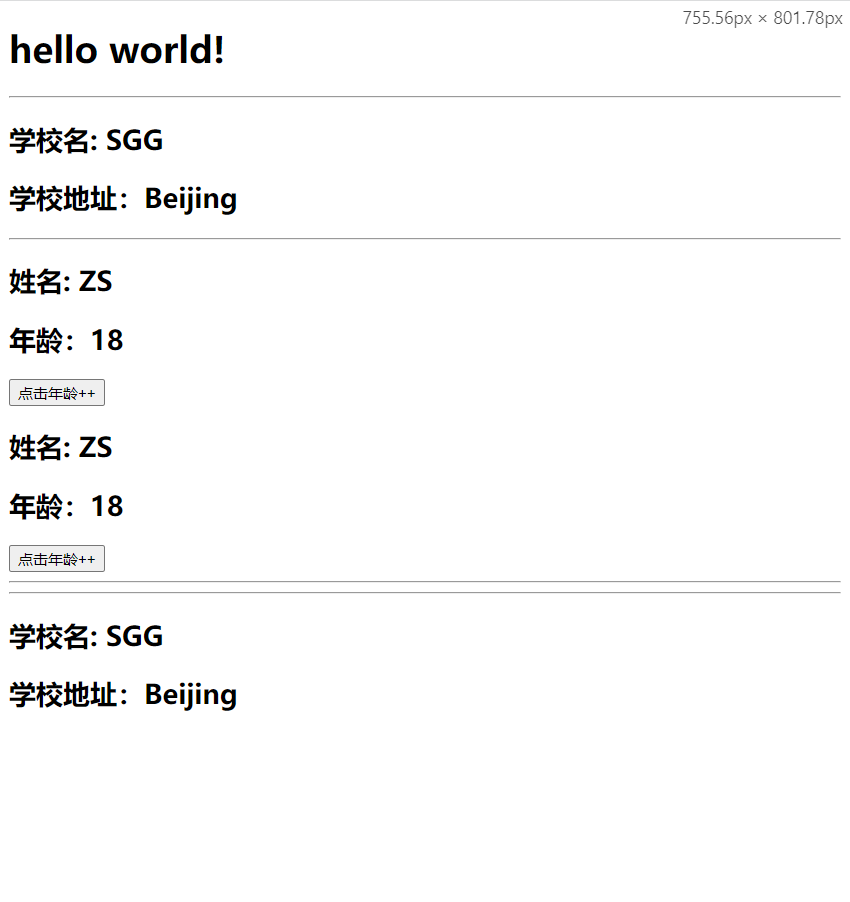 755.56px × 801.78px
hello world!
学校名: SGG
学校地址：Beijing
姓名: ZS
年龄：18
点击年龄++
姓名: ZS
年龄：18
点击年龄++
学校名: SGG
学校地址：Beijing